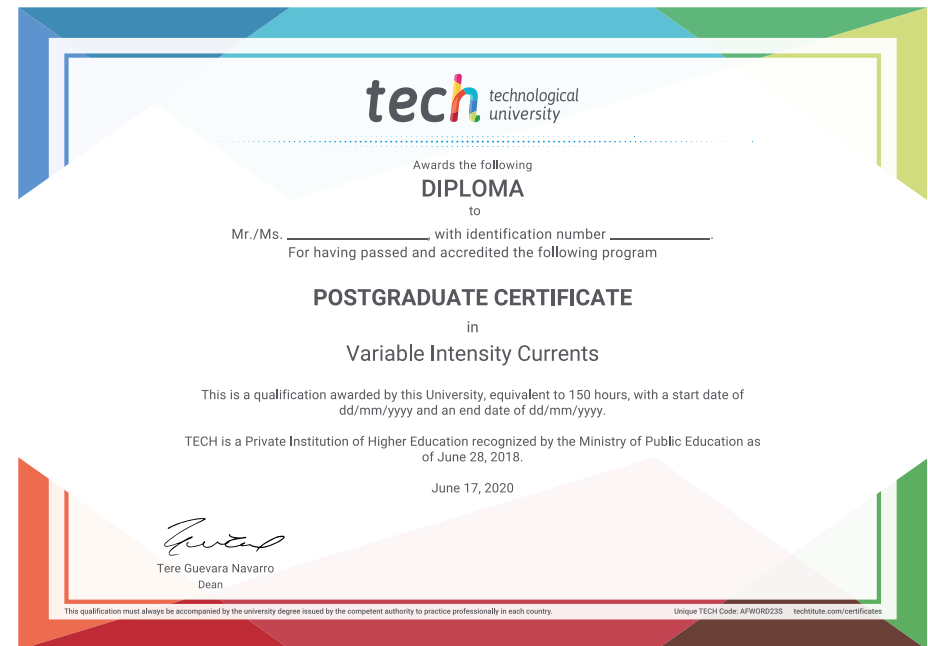 tech technological
university
Awards the following
DIPLOMA
to
Mr./Ms. ____________________, with identification number ______________.
For having passed and accredited the following program
POSTGRADUATE CERTIFICATE
in
Variable Intensity Currents
This is a qualification awarded by this University, equivalent to 150 hours, with a start date of
dd/mm/yyyy and an end date of dd/mm/yyyy.
TECH is a Private Institution of Higher Education recognized by the Ministry of Public Education as
of June 28, 2018.
June 17, 2020
Tere Guevara Navarro
Dean
This qualification must always be accompanied by the university degree issued by the competent authority to practice professionally in each country.
Unique TECH Code: AFWORD23S techtitute.com/certificates